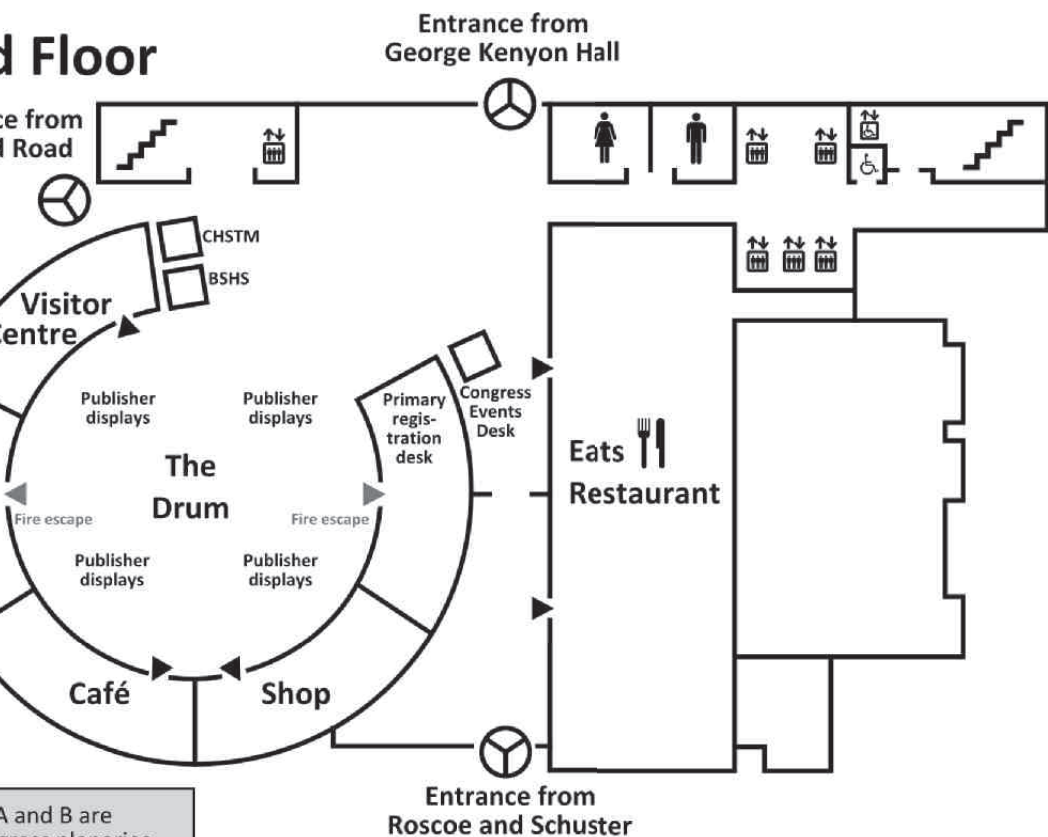 d Floor
Entrance from
George Kenyon Hall
ce from
d Road
CHSTM
BSHS
Visitor
Centre
Publisher
displays
Publisher
displays
Primary
regis-
tration
desk
Congress
Events
Desk
The
Drum
Eats
Restaurant
Fire escape
Fire escape
Publisher
displays
Publisher
displays
Café
Shop
Entrance from
Roscoe and Schuster
A and B are